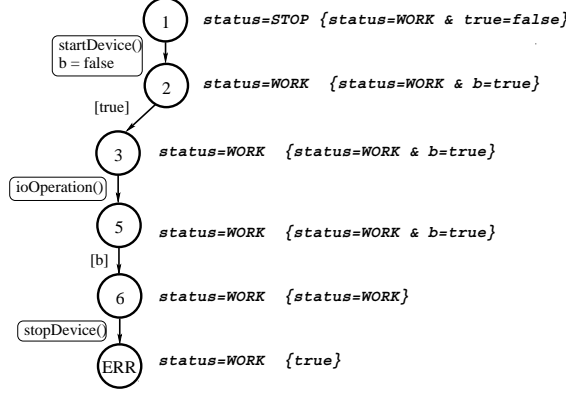 1 status=STOP {status=WORK & true=false}
startDevice()
b = false
2 status=WORK {status=WORK & b=true}
[true]
3 status=WORK {status=WORK & b=true}
ioOperation()
5 status=WORK {status=WORK & b=true}
[b]
6 status=WORK {status=WORK}
stopDevice()
ERR status=WORK {true}